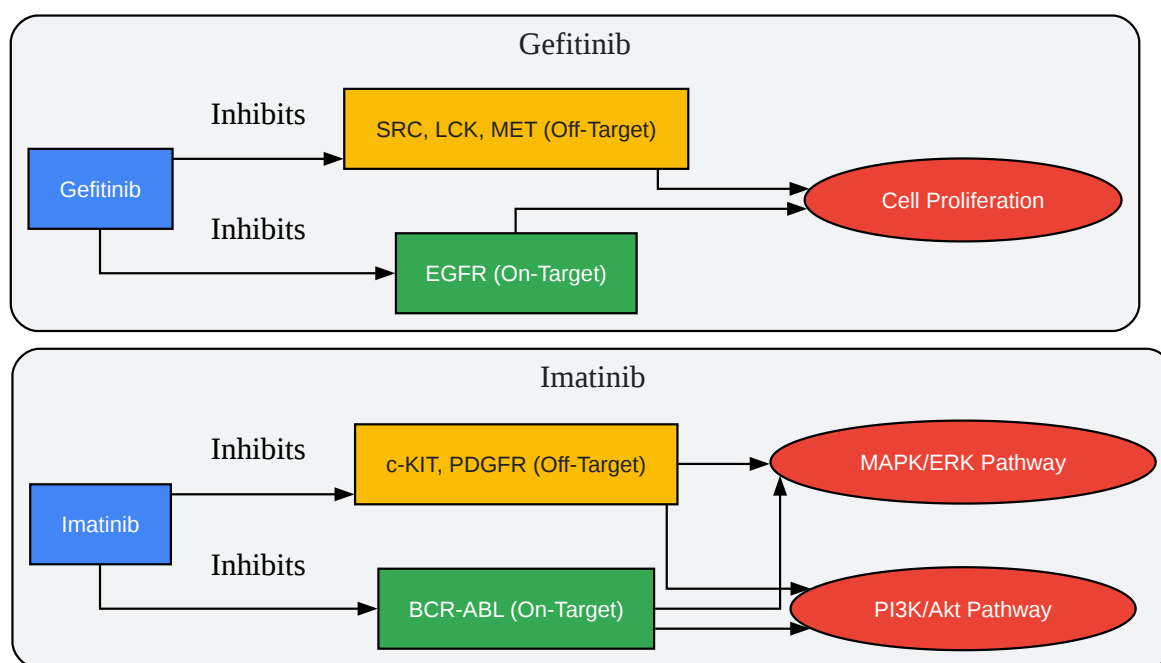 Gefitinib
Inhibits
SRC, LCK, MET (Off-Target)
Gefitinib
Cell Proliferation
Inhibits
EGFR (On-Target)
Imatinib
Inhibits
c-KIT, PDGFR (Off-Target)
MAPK/ERK Pathway
Imatinib
Inhibits
BCR-ABL (On-Target)
PI3K/Akt Pathway